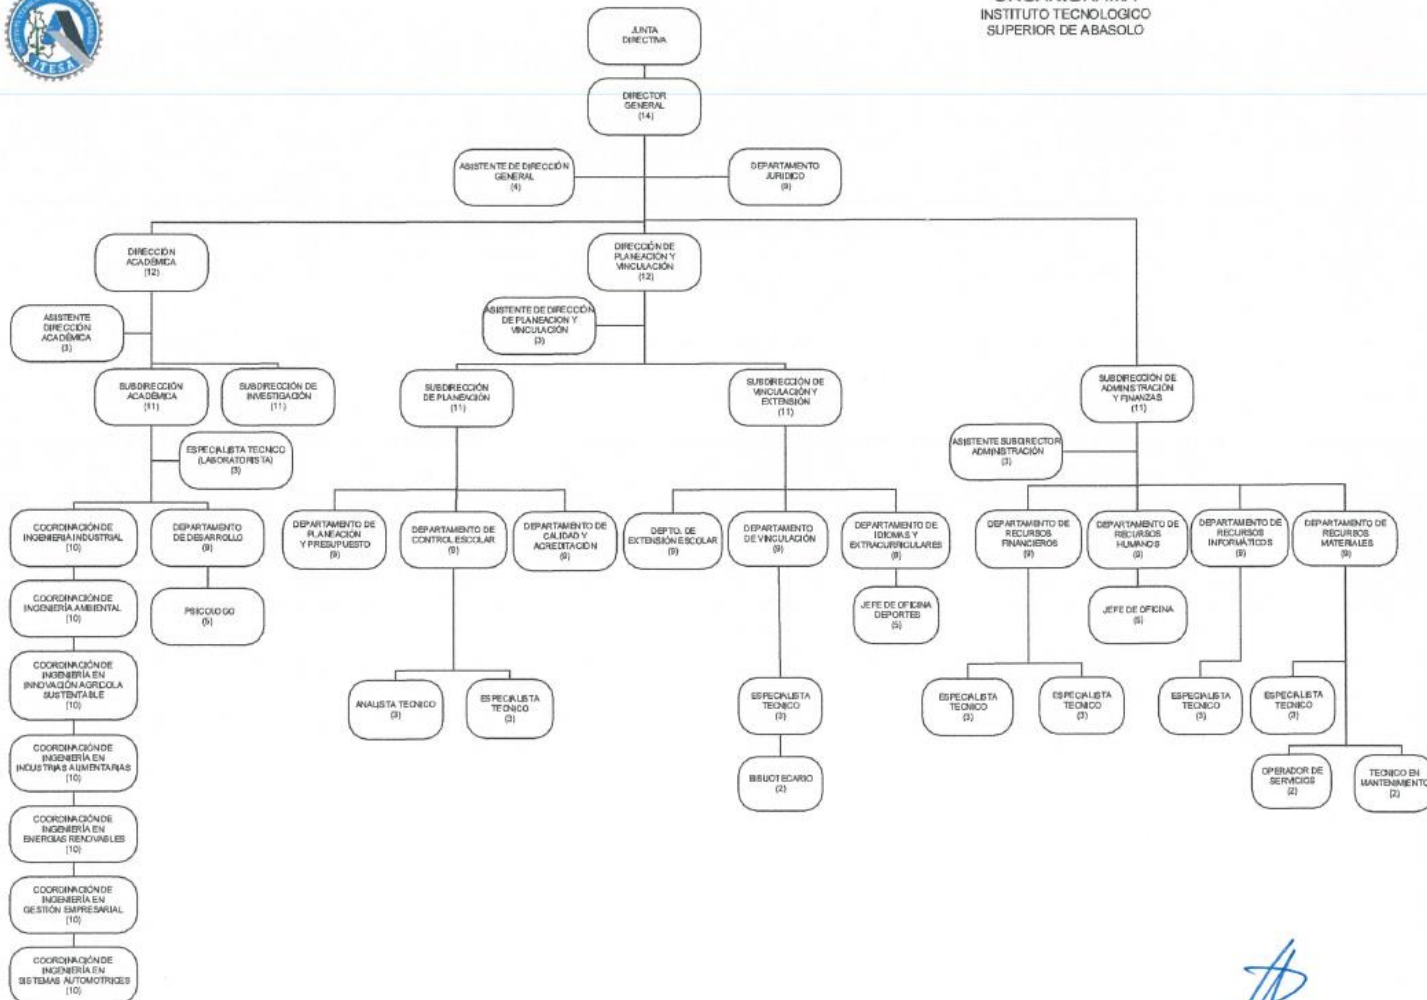 INSTITUTO TECNOLOGICO
SUPERIOR DE ABASOLO
ITESA
JUNTA
DIRECTIVA
DIRECTOR
GENERAL
(14)
ASISTENTE DE DIRECCIÓN
GENERAL
(4)
DEPARTAMENTO
JURIDICO
(9)
DIRECCIÓN
ACADÉMICA
(12)
DIRECCIÓN DE
PLANEACIÓN Y
VINCULACIÓN
(12)
ASISTENTE
DIRECCIÓN
ACADÉMICA
(3)
ASISTENTE DE DIRECCIÓN
DE PLANEACION Y
VINCULACIÓN
(3)
SUBDIRECCIÓN
ACADÉMICA
(11)
SUBDIRECCIÓN DE
INVESTIGACIÓN
(11)
SUBDIRECCIÓN
DE PLANEACIÓN
(11)
SUBDIRECCIÓN DE
VINCULACIÓN Y
EXTENSIÓN
(11)
SUBDIRECCIÓN DE
ADMINISTRACIÓN
Y FINANZAS
(11)
ESPECIALISTA TECNICO
(LABORATORISTA)
(3)
ASISTENTE SUBDIRECTOR
ADMINISTRACIÓN
(3)
COORDINACIÓN DE
INGENIERÍA INDUSTRIAL
(10)
DEPARTAMENTO
DE DESARROLLO
(9)
DEPARTAMENTO DE
PLANEACIÓN
Y PRESUPUESTO
(9)
DEPARTAMENTO DE
CONTROL ESCOLAR
(9)
DEPARTAMENTO DE
CALIDAD Y
ACREDITACIÓN
(9)
DEPTO. DE
EXTENSIÓN ESCOLAR
(9)
DEPARTAMENTO
DE VINCULACIÓN
(9)
DEPARTAMENTO DE
IDIOMAS Y
EXTRACURRICULARES
(9)
DEPARTAMENTO DE
RECURSOS
FINANCIEROS
(9)
DEPARTAMENTO DE
RECURSOS
HUMANOS
(9)
DEPARTAMENTO DE
RECURSOS
INFORMÁTICOS
(9)
DEPARTAMENTO DE
RECURSOS
MATERIALES
(9)
COORDINACIÓN DE
INGENIERÍA AMBIENTAL
(10)
PSICOLOGO
(5)
JEFE DE OFICINA
DEPORTES
(5)
JEFE DE OFICINA
(5)
COORDINACIÓN DE
INGENIERÍA EN
INNOVACIÓN AGRICOLA
SUSTENTABLE
(10)
ANALISTA TECNICO
(3)
ESPECIALISTA
TECNICO
(3)
ESPECIALISTA
TECNICO
(3)
ESPECIALISTA
TECNICO
(3)
ESPECIALISTA
TECNICO
(3)
ESPECIALISTA
TECNICO
(3)
ESPECIALISTA
TECNICO
(3)
COORDINACIÓN DE
INGENIERÍA EN
INDUSTRIAS ALIMENTARIAS
(10)
BIBLIOTECARIO
(2)
OPERADOR DE
SERVICIOS
(2)
TECNICO EN
MANTENIMIENTO
(2)
COORDINACIÓN DE
INGENIERÍA EN
ENERGIAS RENOVABLES
(10)
COORDINACIÓN DE
INGENIERÍA EN
GESTIÓN EMPRESARIAL
(10)
COORDINACIÓN DE
INGENIERÍA EN
SISTEMAS AUTOMOTRICES
(10)